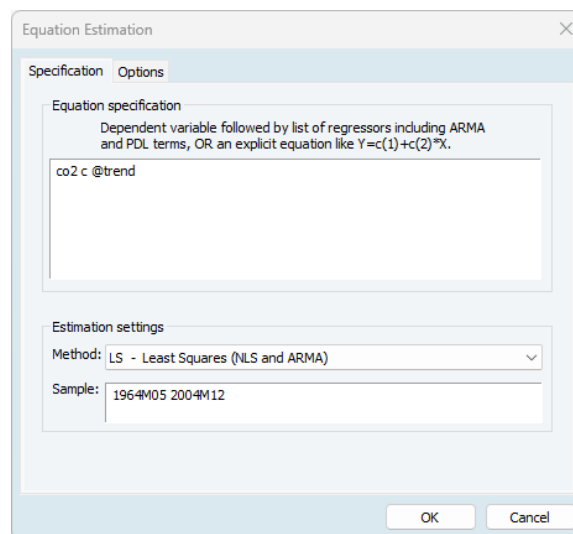 Equation Estimation
Specification Options
Equation specification
Dependent variable followed by list of regressors including ARMA
and PDL terms, OR an explicit equation like Y=c(1)+c(2)*X.
co2 c @trend
Estimation settings
Method: LS - Least Squares (NLS and ARMA)
Sample: 1964M05 2004M12
OK Cancel